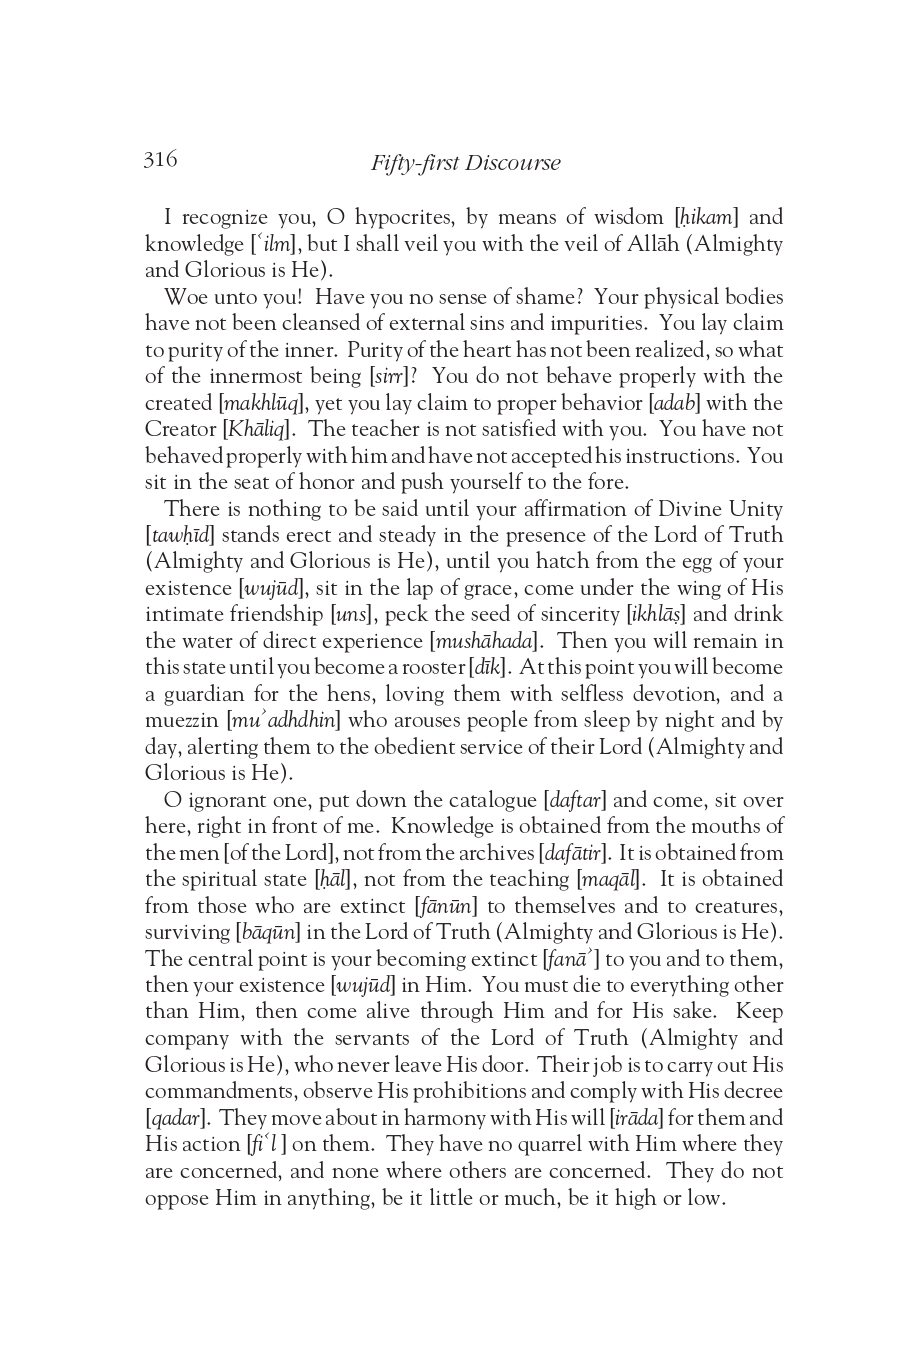 316
Fifty-first Discourse
I recognize you, O hypocrites, by means of wisdom [ḥikam] and
knowledge [ʿilm], but I shall veil you with the veil of Allāh (Almighty
and Glorious is He).
Woe unto you! Have you no sense of shame? Your physical bodies
have not been cleansed of external sins and impurities. You lay claim
to purity of the inner. Purity of the heart has not been realized, so what
of the innermost being [sirr]? You do not behave properly with the
created [makhlūq], yet you lay claim to proper behavior [adab] with the
Creator [Khāliq]. The teacher is not satisfied with you. You have not
behaved properly with him and have not accepted his instructions. You
sit in the seat of honor and push yourself to the fore.
There is nothing to be said until your affirmation of Divine Unity
[tawḥīd] stands erect and steady in the presence of the Lord of Truth
(Almighty and Glorious is He), until you hatch from the egg of your
existence [wujūd], sit in the lap of grace, come under the wing of His
intimate friendship [uns], peck the seed of sincerity [ikhlāṣ] and drink
the water of direct experience [mushāhada]. Then you will remain in
this state until you become a rooster [dīk]. At this point you will become
a guardian for the hens, loving them with selfless devotion, and a
muezzin [muʾadhdhin] who arouses people from sleep by night and by
day, alerting them to the obedient service of their Lord (Almighty and
Glorious is He).
O ignorant one, put down the catalogue [daftar] and come, sit over
here, right in front of me. Knowledge is obtained from the mouths of
the men [of the Lord], not from the archives [dafātir]. It is obtained from
the spiritual state [ḥāl], not from the teaching [maqāl]. It is obtained
from those who are extinct [fānūn] to themselves and to creatures,
surviving [bāqūn] in the Lord of Truth (Almighty and Glorious is He).
The central point is your becoming extinct [fanāʾ] to you and to them,
then your existence [wujūd] in Him. You must die to everything other
than Him, then come alive through Him and for His sake. Keep
company with the servants of the Lord of Truth (Almighty and
Glorious is He), who never leave His door. Their job is to carry out His
commandments, observe His prohibitions and comply with His decree
[qadar]. They move about in harmony with His will [irāda] for them and
His action [fiʿl ] on them. They have no quarrel with Him where they
are concerned, and none where others are concerned. They do not
oppose Him in anything, be it little or much, be it high or low.